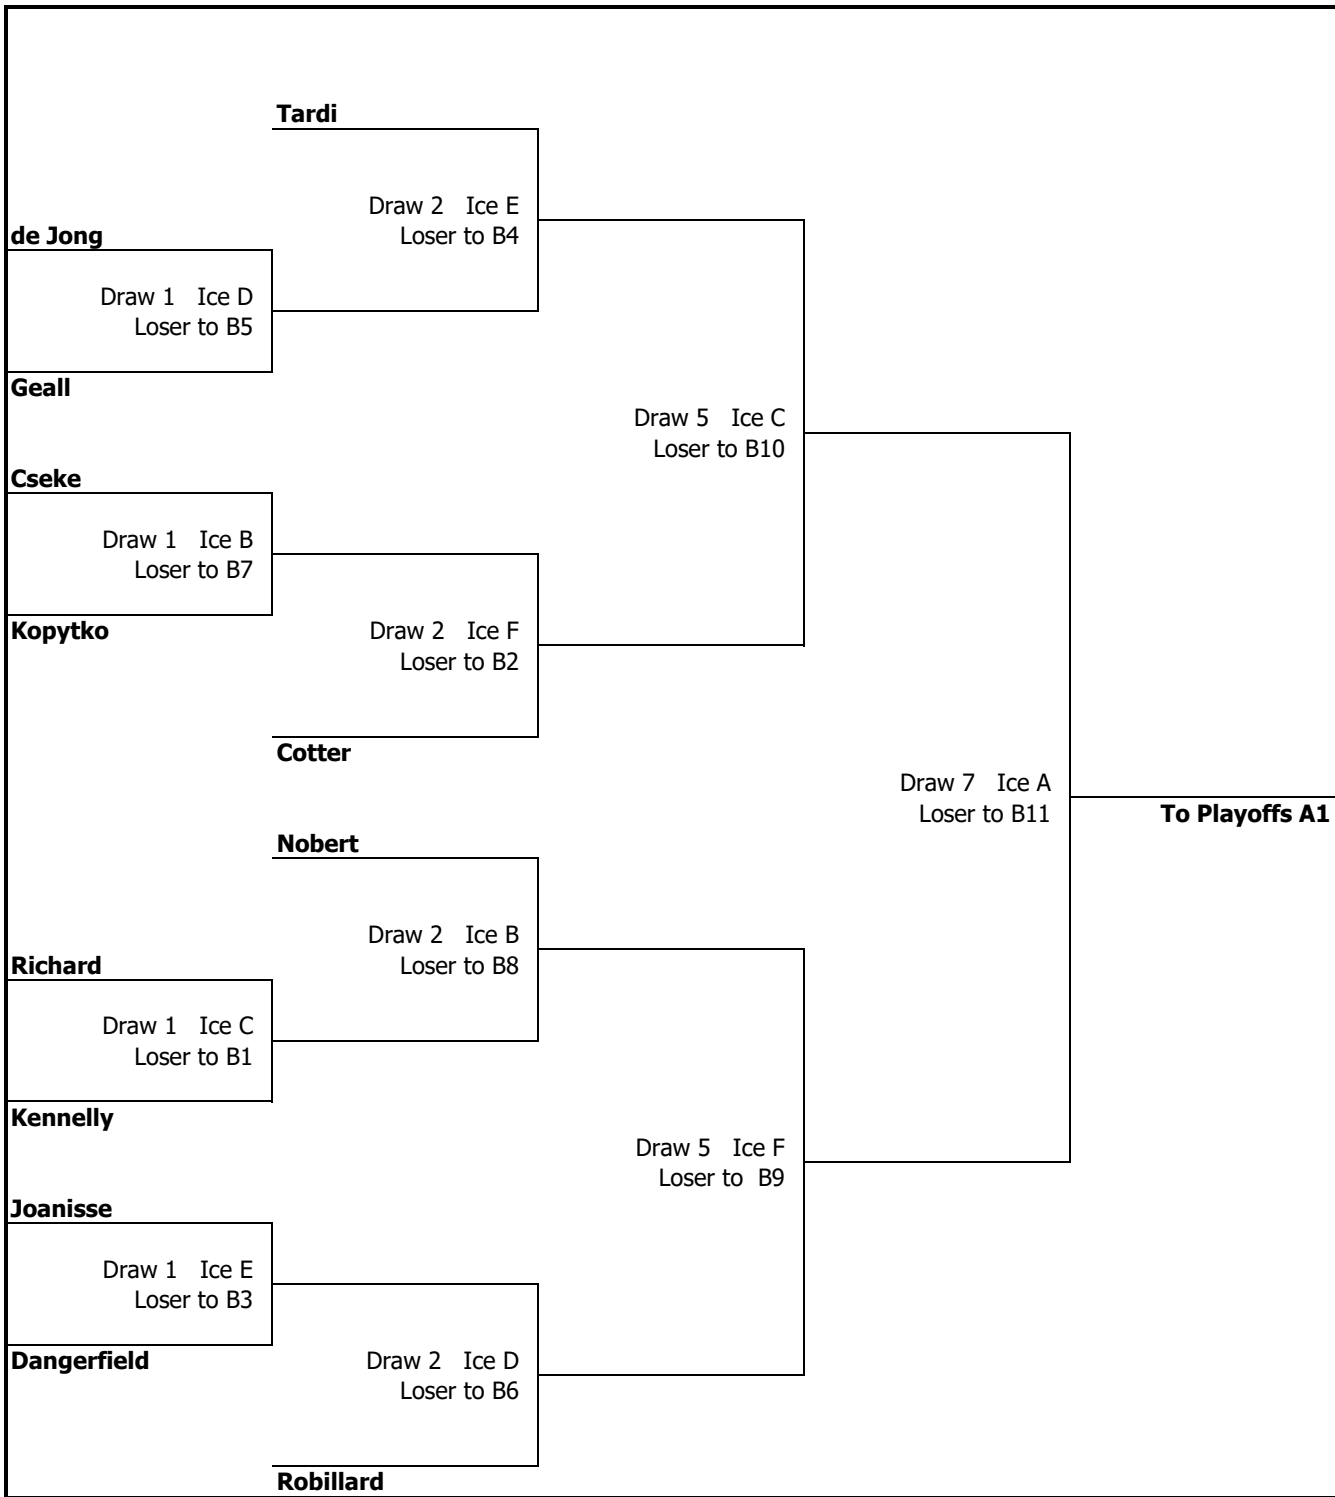 Tardi
Draw 2 Ice E
Loser to B4
de Jong
Draw 1 Ice D
Loser to B5
Geall
Draw 5 Ice C
Loser to B10
Cseke
Draw 1 Ice B
Loser to B7
Kopytko
Draw 2 Ice F
Loser to B2
Cotter
Draw 7 Ice A
Loser to B11
To Playoffs A1
Nobert
Draw 2 Ice B
Loser to B8
Richard
Draw 1 Ice C
Loser to B1
Kennelly
Draw 5 Ice F
Loser to B9
Joanisse
Draw 1 Ice E
Loser to B3
Dangerfield
Draw 2 Ice D
Loser to B6
Robillard